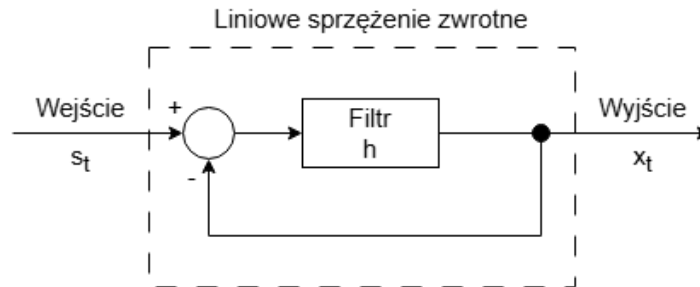 Liniowe sprzężenie zwrotne
Wejście
+
Filtr
h
Wyjście
s_t
-
x_t